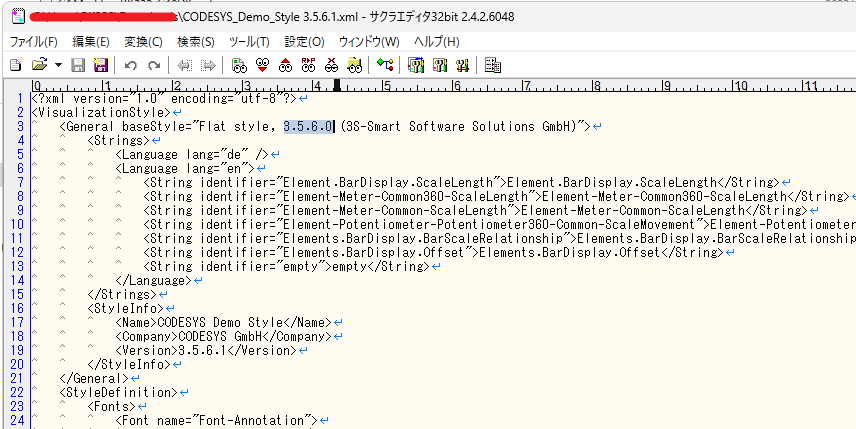 \CODESYS_Demo_Style 3.5.6.1.xml - サクラエディタ32bit 2.4.2.6048
ファイル(F) 編集(E) 変換(C) 検索(S) ツール(T) 設定(O) ウィンドウ(W) ヘルプ(H)
0 1 2 3 4 5 6 7 8 9 10 11
1 <?xml version="1.0" encoding="utf-8"?>
2 <VisualizationStyle>
3 <General baseStyle="Flat style, 3.5.6.0 (3S-Smart Software Solutions GmbH)">
4 <Strings>
5 <Language lang="de" />
6 <Language lang="en">
7 <String identifier="Element.BarDisplay.ScaleLength">Element.BarDisplay.ScaleLength</String>
8 <String identifier="Element-Meter-Common360-ScaleLength">Element-Meter-Common360-ScaleLength</String>
9 <String identifier="Element-Meter-Common-ScaleLength">Element-Meter-Common-ScaleLength</String>
10 <String identifier="Element-Potentiometer-Potentiometer360-Common-ScaleMovement">Element-Potentiometer
11 <String identifier="Elements.BarDisplay.BarScaleRelationship">Elements.BarDisplay.BarScaleRelationship
12 <String identifier="Elements.BarDisplay.Offset">Elements.BarDisplay.Offset</String>
13 <String identifier="empty">empty</String>
14 </Language>
15 </Strings>
16 <StyleInfo>
17 <Name>CODESYS Demo Style</Name>
18 <Company>CODESYS GmbH</Company>
19 <Version>3.5.6.1</Version>
20 </StyleInfo>
21 </General>
22 <StyleDefinition>
23 <Fonts>
24 <Font name="Font-Annotation">